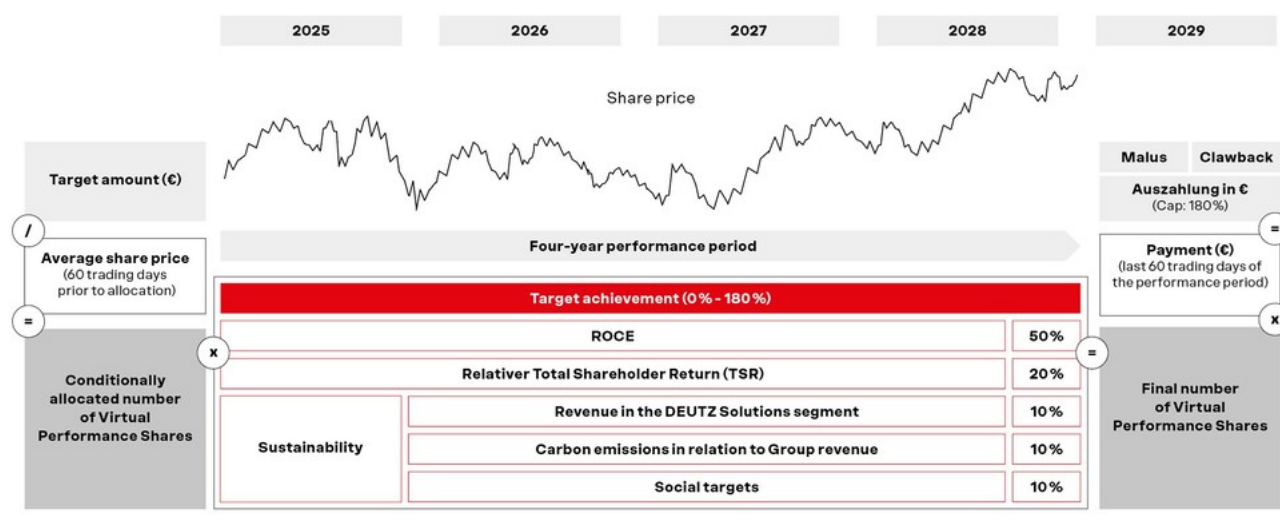 2025
2026
2027
2028
2029
Share price
Target amount (€)
/
Average share price
(60 trading days
prior to allocation)
=
Conditionally
allocated number
of Virtual
Performance Shares
x
Four-year performance period
Target achievement (0% - 180%)
ROCE
50%
Relativer Total Shareholder Return (TSR)
20%
Sustainability
Revenue in the DEUTZ Solutions segment
10%
Carbon emissions in relation to Group revenue
10%
Social targets
10%
=
Malus
Clawback
Auszahlung in €
(Cap: 180%)
=
Payment (€)
(last 60 trading days of
the performance period)
x
Final number
of Virtual
Performance Shares